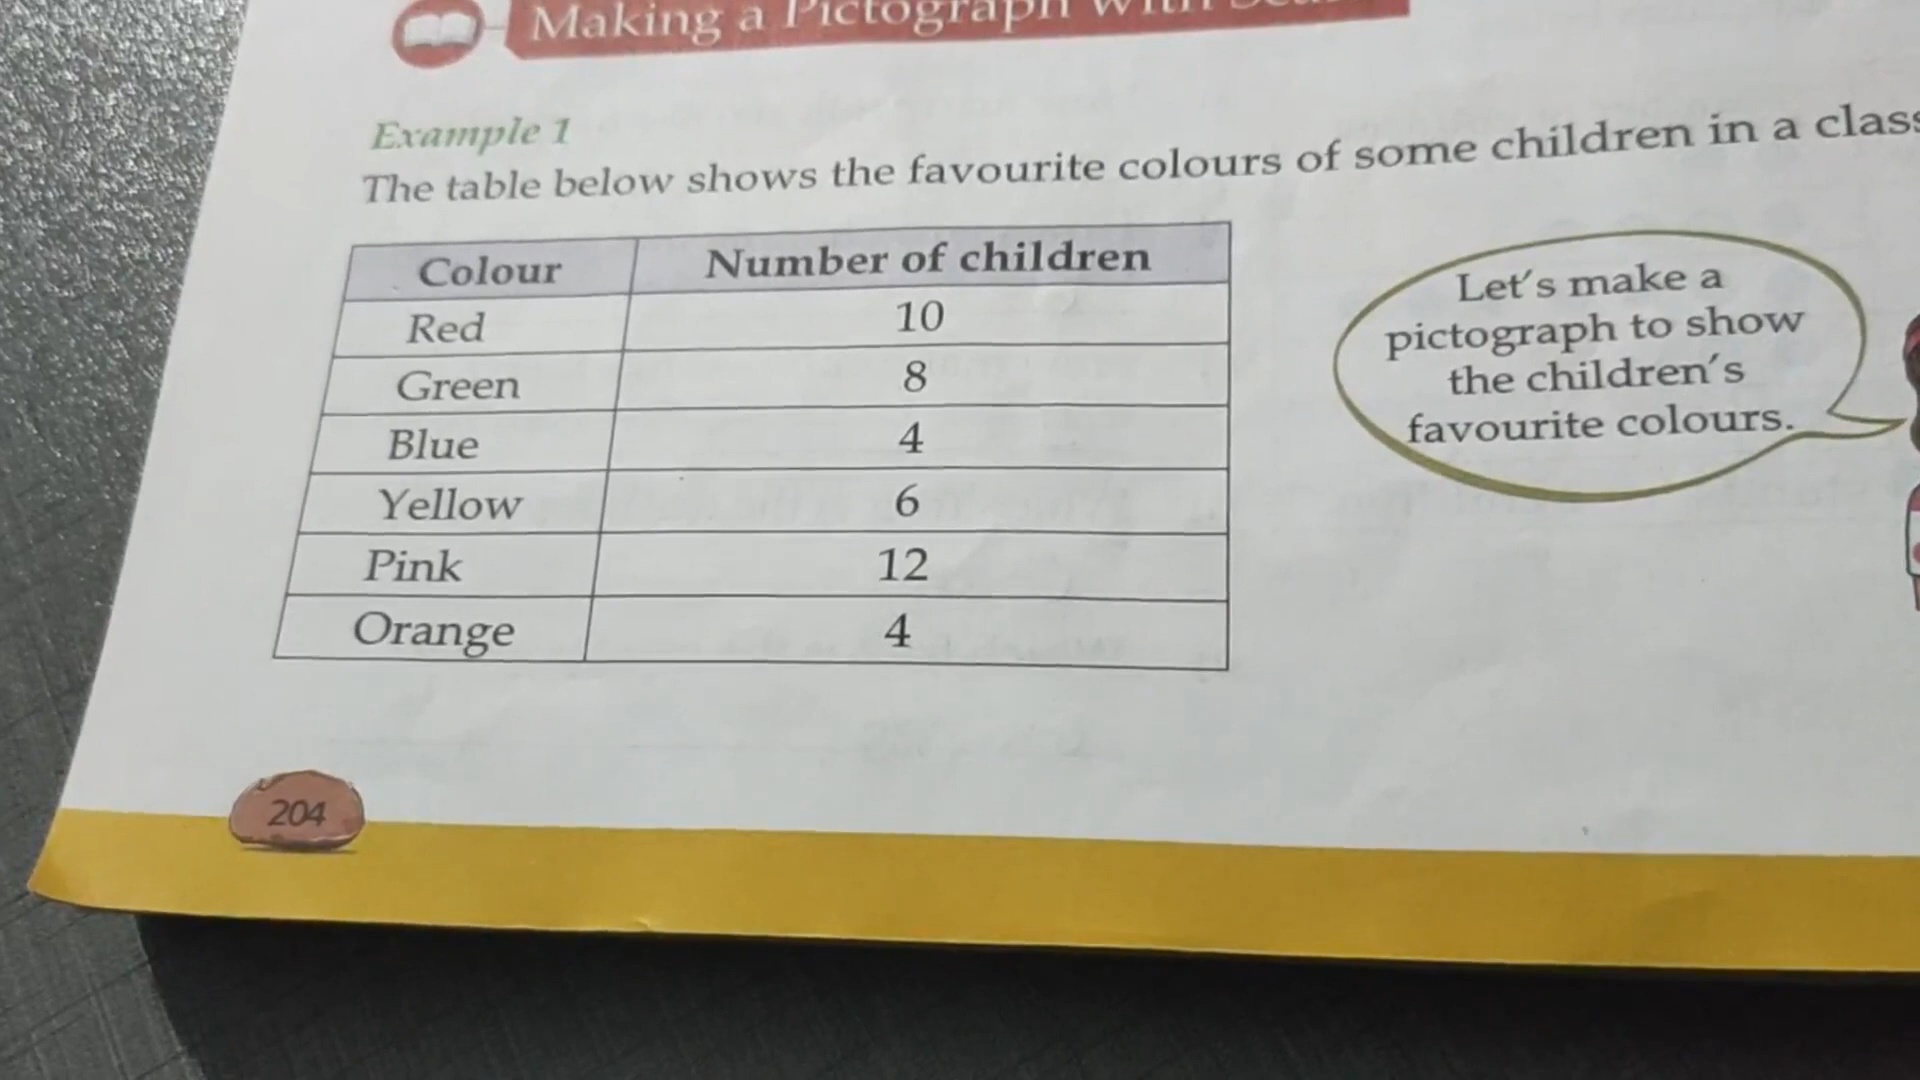 Making a Pictograph with
Example 1
The table below shows the favourite colours of some children in a class
Colour Number of children
Red 10
Green 8
Blue 4
Yellow 6
Pink 12
Orange 4
Let's make a
pictograph to show
the children's
favourite colours.
204